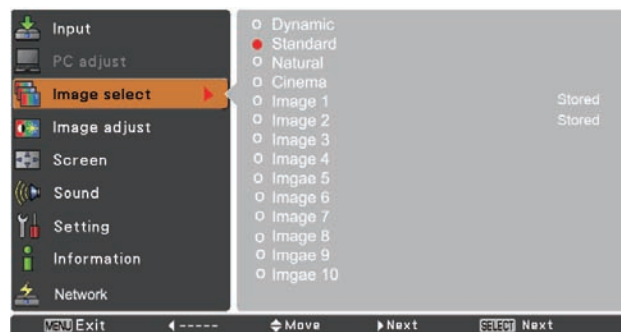 Input
PC adjust
Image select
Image adjust
Screen
Sound
Setting
Information
Network
Dynamic
Standard
Natural
Cinema
Image 1 Stored
Image 2 Stored
Image 3
Image 4
Imgae 5
Image 6
Image 7
Image 8
Imgae 9
Imgae 10
MENU Exit ----- Move Next SELECT Next